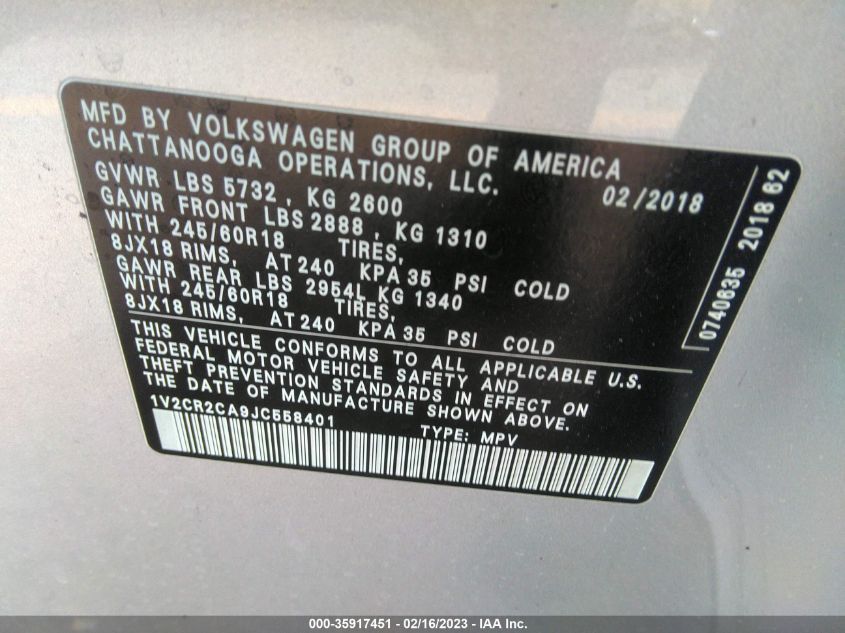 MFD BY VOLKSWAGEN GROUP OF AMERICA
CHATTANOOGA OPERATIONS, LLC.
GVWR LBS 5732 , KG 2600 02/2018
GAWR FRONT LBS 2888 , KG 1310
WITH 245/60R18 TIRES,
8JX18 RIMS, AT 240 KPA 35 PSI COLD
GAWR REAR LBS 2954L KG 1340
WITH 245/60R18 TIRES,
8JX18 RIMS, AT 240 KPA 35 PSI COLD
THIS VEHICLE CONFORMS TO ALL APPLICABLE U.S.
FEDERAL MOTOR VEHICLE SAFETY AND
THEFT PREVENTION STANDARDS IN EFFECT ON
THE DATE OF MANUFACTURE SHOWN ABOVE.
1V2CR2CA9JC558401 TYPE: MPV
0740635 2018 62
000-35917451 - 02/16/2023 - IAA Inc.